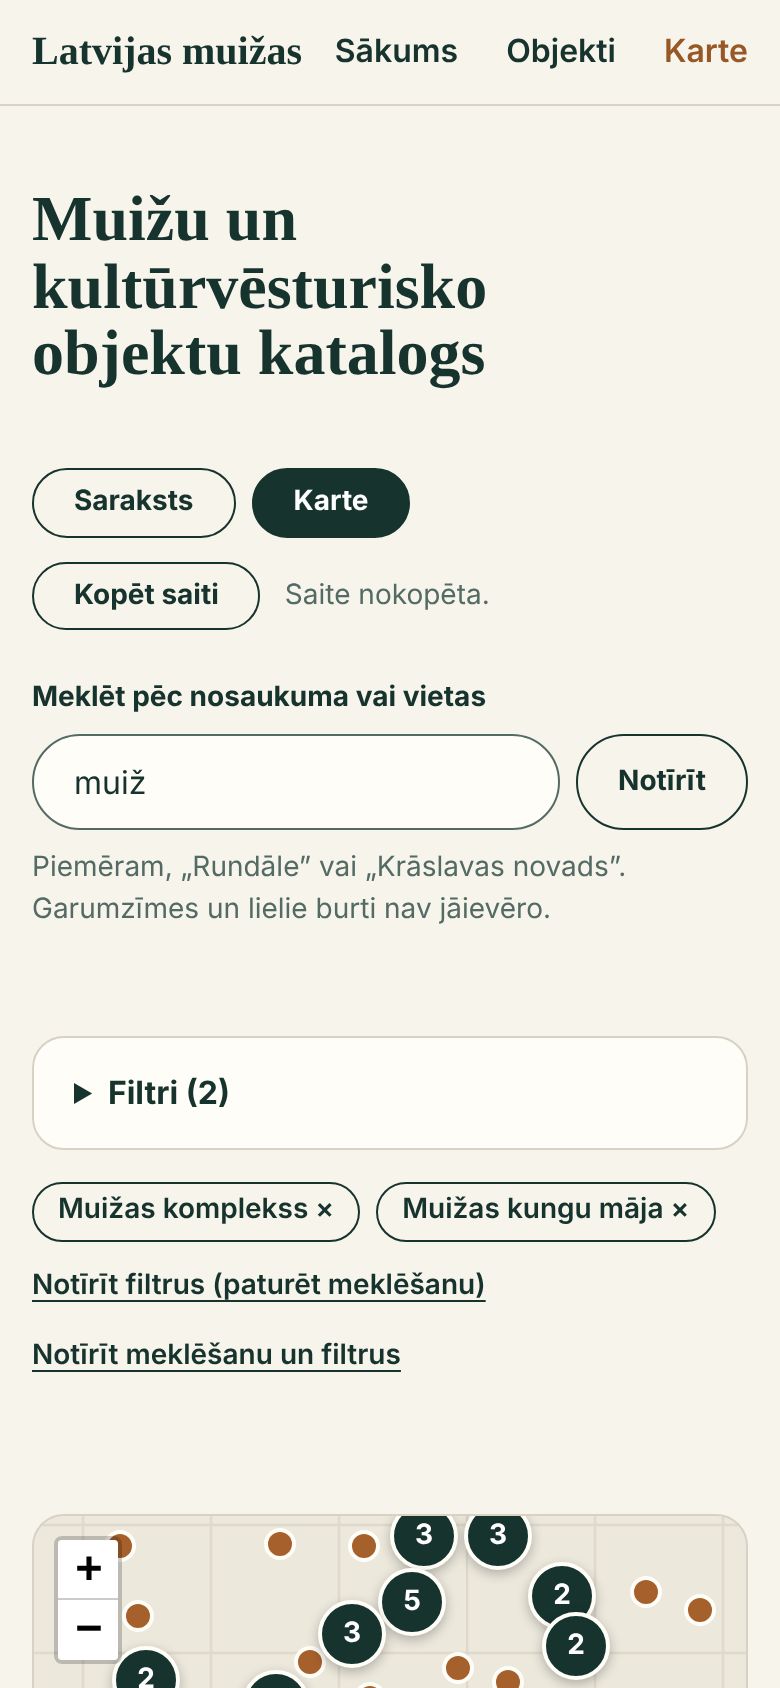 Latvijas muižas Sākums Objekti Karte
Muižu un
kultūrvēsturisko
objektu katalogs
Saraksts Karte
Kopēt saiti Saite nokopēta.
Meklēt pēc nosaukuma vai vietas
muiž Notīrīt
Piemēram, „Rundāle” vai „Krāslavas novads”.
Garumzīmes un lielie burti nav jāievēro.
▶ Filtri (2)
Muižas komplekss × Muižas kungu māja ×
Notīrīt filtrus (paturēt meklēšanu)
Notīrīt meklēšanu un filtrus
3 3
+
5 2
3 2
−
2